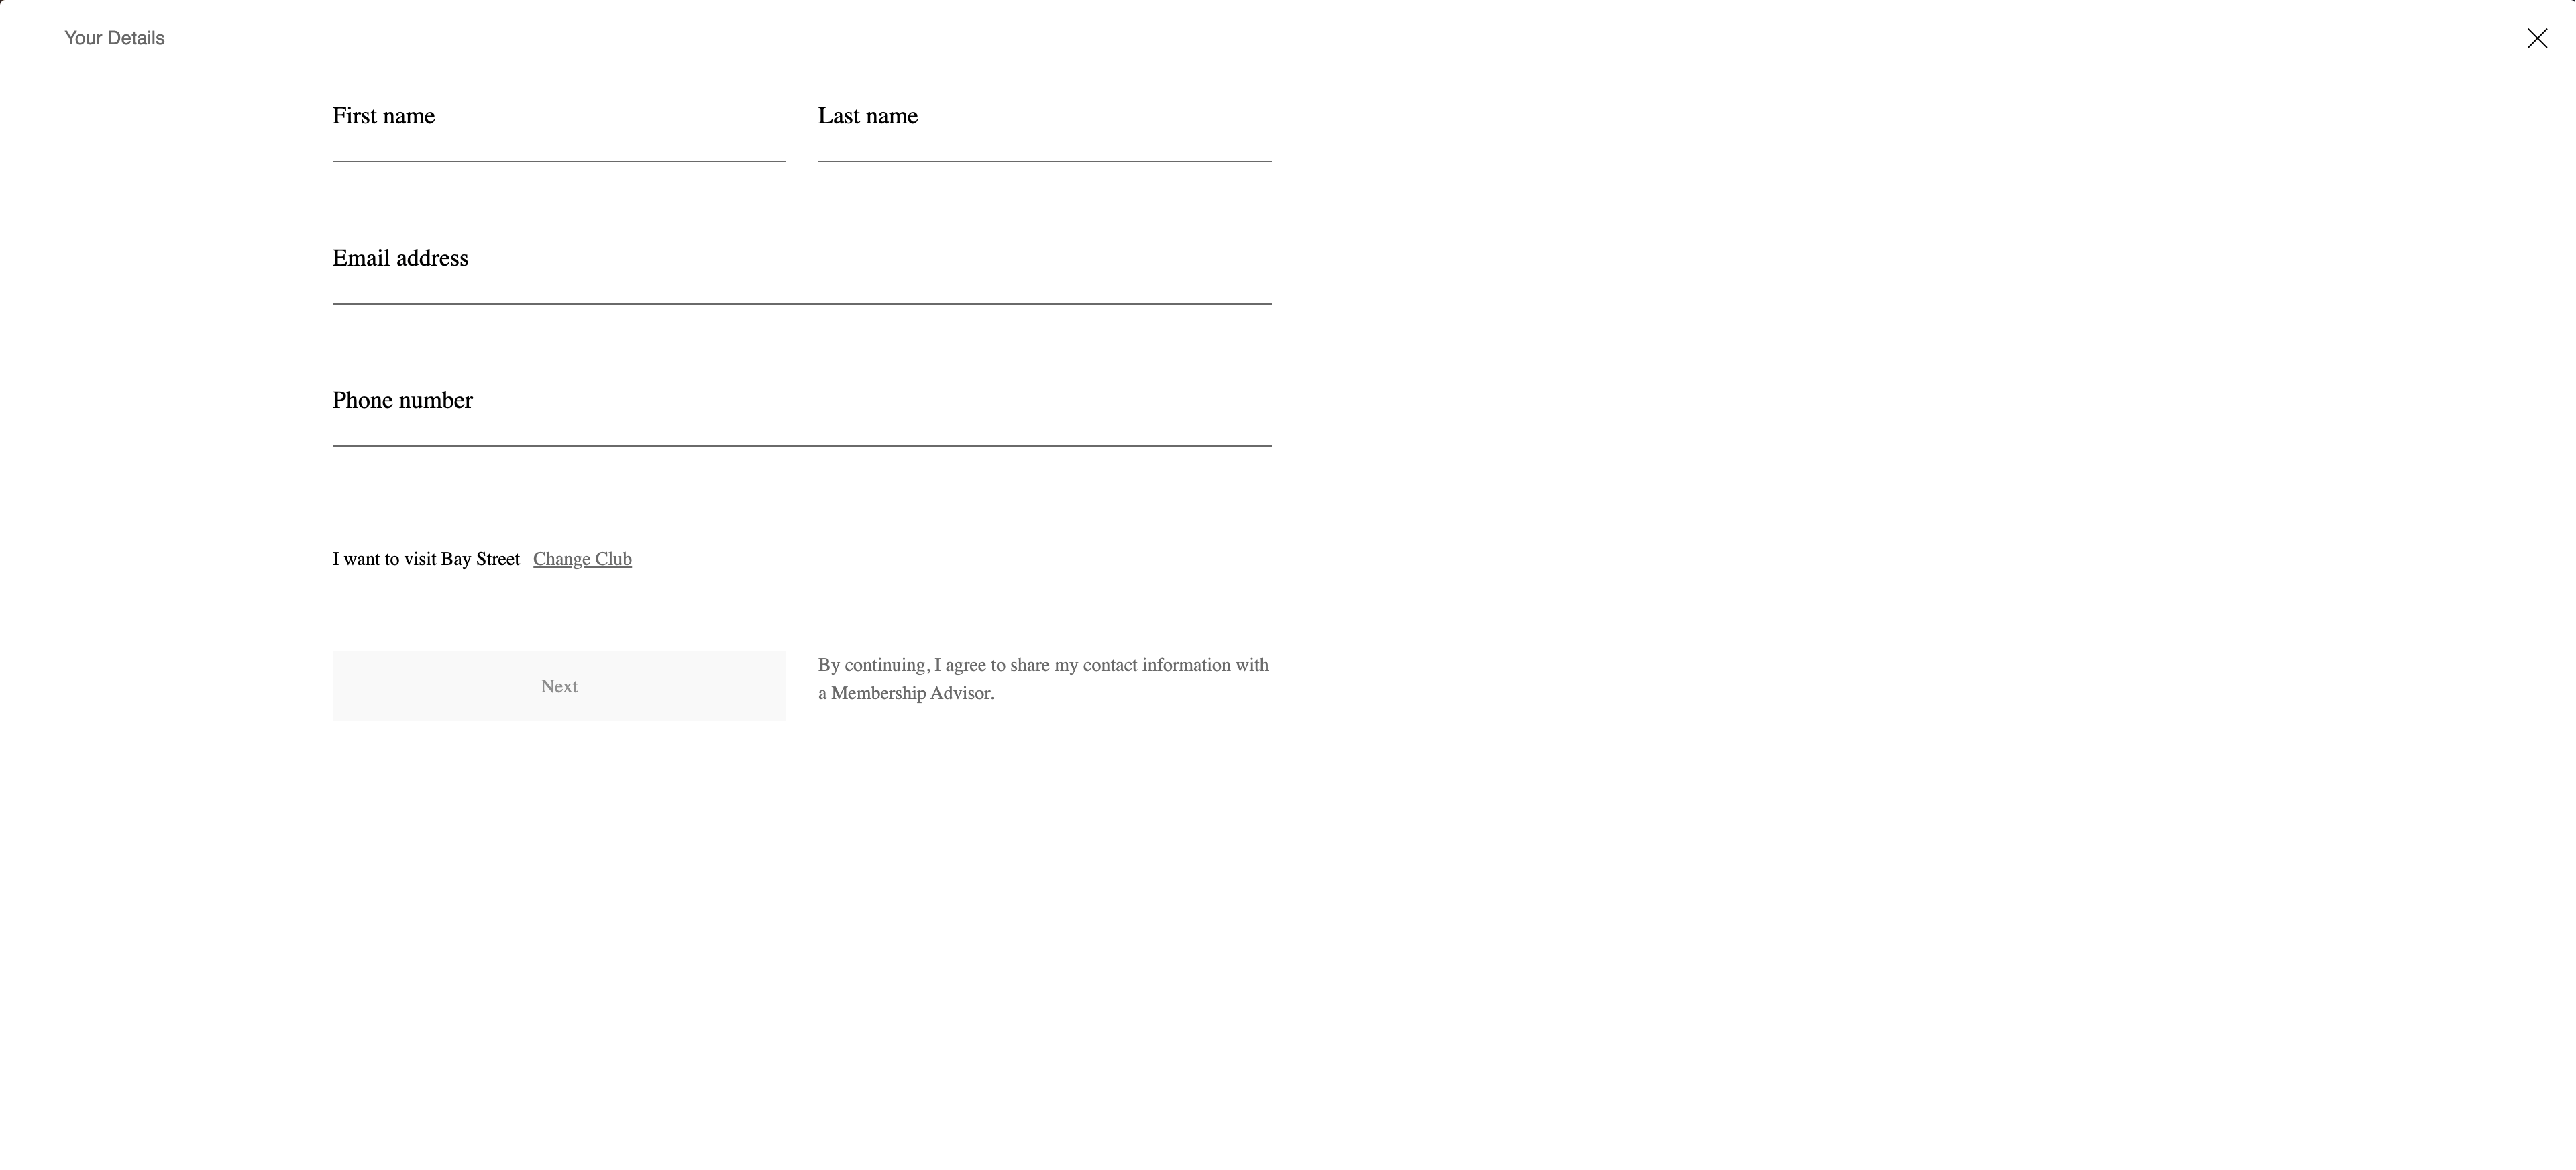 Your Details
First name
Last name
Email address
Phone number
I want to visit Bay Street Change Club
Next
By continuing, I agree to share my contact information with
a Membership Advisor.